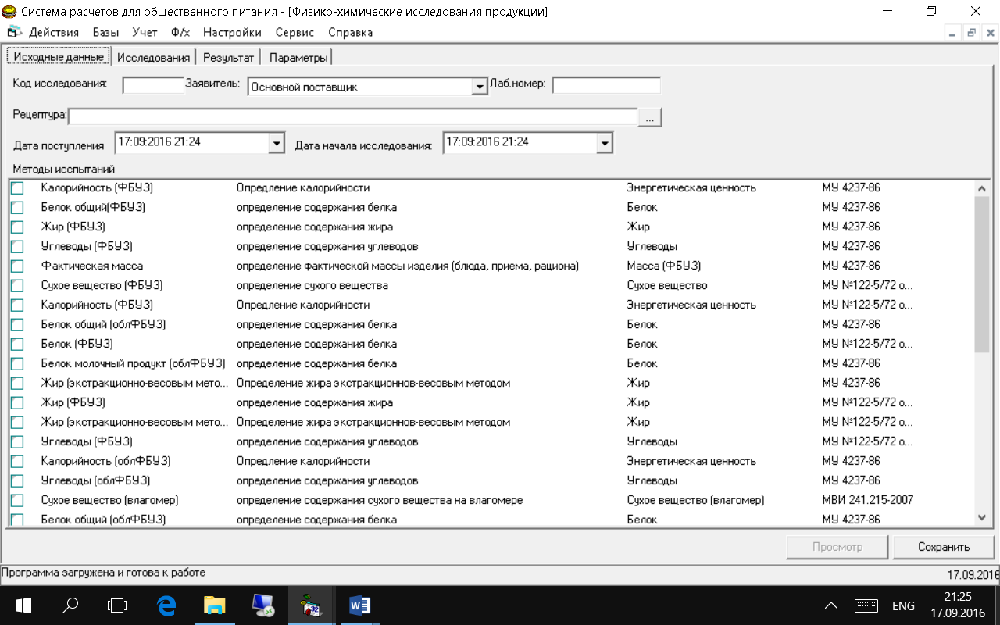 Система расчетов для общественного питания - [Физико-химические исследования продукции]
Действия Базы Учет Ф/х Настройки Сервис Справка
Исходные данные Исследования Результат Параметры
Код исследования: Заявитель: Основной поставщик Лаб.номер:
Рецептура: ...
Дата поступления 17:09:2016 21:24 Дата начала исследования: 17:09:2016 21:24
Методы исспытаний
Калорийность (ФБУЗ) Опредление калорийности Энергетическая ценность МУ 4237-86
Белок общий(ФБУЗ) определение содержания белка Белок МУ 4237-86
Жир (ФБУЗ) определение содержания жира Жир МУ 4237-86
Углеводы (ФБУЗ) определение содержания углеводов Углеводы МУ 4237-86
Фактическая масса определение фактической массы изделия (блюда, приема, рациона) Масса (ФБУЗ) МУ 4237-86
Сухое вещество (ФБУЗ) определение сухого вещества Сухое вещество МУ №122-5/72 о...
Калорийность (ФБУЗ) Опредление калорийности Энергетическая ценность МУ №122-5/72 о...
Белок общий (облФБУЗ) определение содержания белка Белок МУ 4237-86
Белок (ФБУЗ) определение содержания белка Белок МУ №122-5/72 о...
Белок молочный продукт (облФБУЗ) определение содержания белка Белок МУ 4237-86
Жир (экстракционно-весовым мето... Определение жира экстракционнов-весовым методом Жир МУ 4237-86
Жир (ФБУЗ) определение содержания жира Жир МУ №122-5/72 о...
Жир (экстракционно-весовым мето... Определение жира экстракционнов-весовым методом Жир МУ №122-5/72 о...
Углеводы (ФБУЗ) определение содержания углеводов Углеводы МУ №122-5/72 о...
Калорийность (облФБУЗ) Опредление калорийности Энергетическая ценность МУ 4237-86
Углеводы (облФБУЗ) определение содержания углеводов Углеводы МУ 4237-86
Сухое вещество (влагомер) определение содержания сухого вещества на влагомере Сухое вещество (влагомер) МВИ 241.215-2007
Белок общий (облФБУЗ) определение содержания белка Белок МУ 4237-86
Просмотр Сохранить
Программа загружена и готова к работе 17.09.2016
ENG 21:25
17.09.2016